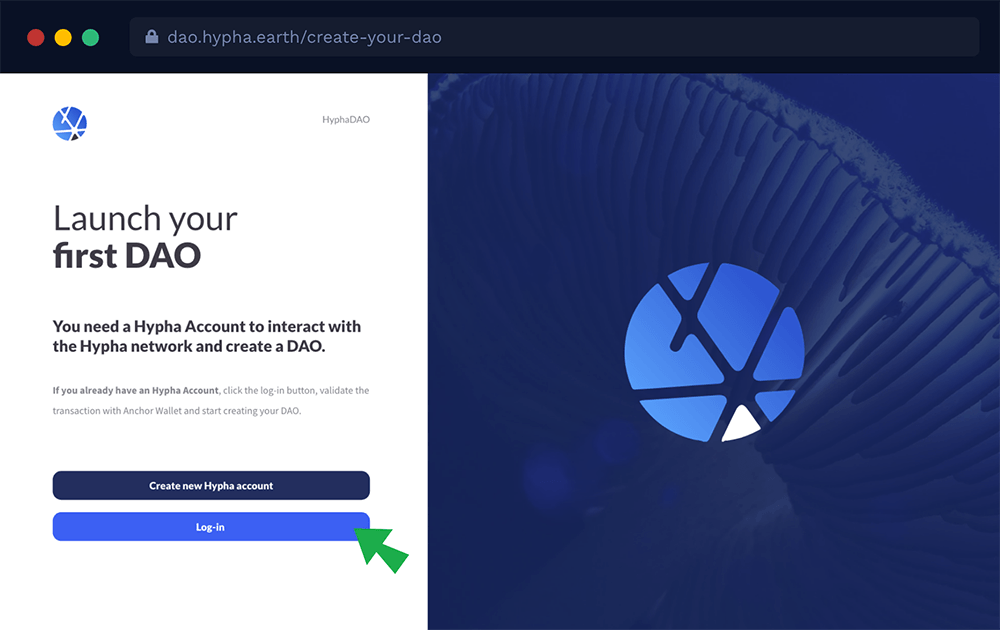 dao.hypha.earth/create-your-dao
HyphaDAO
Launch your
first DAO
You need a Hypha Account to interact with
the Hypha network and create a DAO.
If you already have an Hypha Account, click the log-in button, validate the
transaction with Anchor Wallet and start creating your DAO.
Create new Hypha account
Log-in